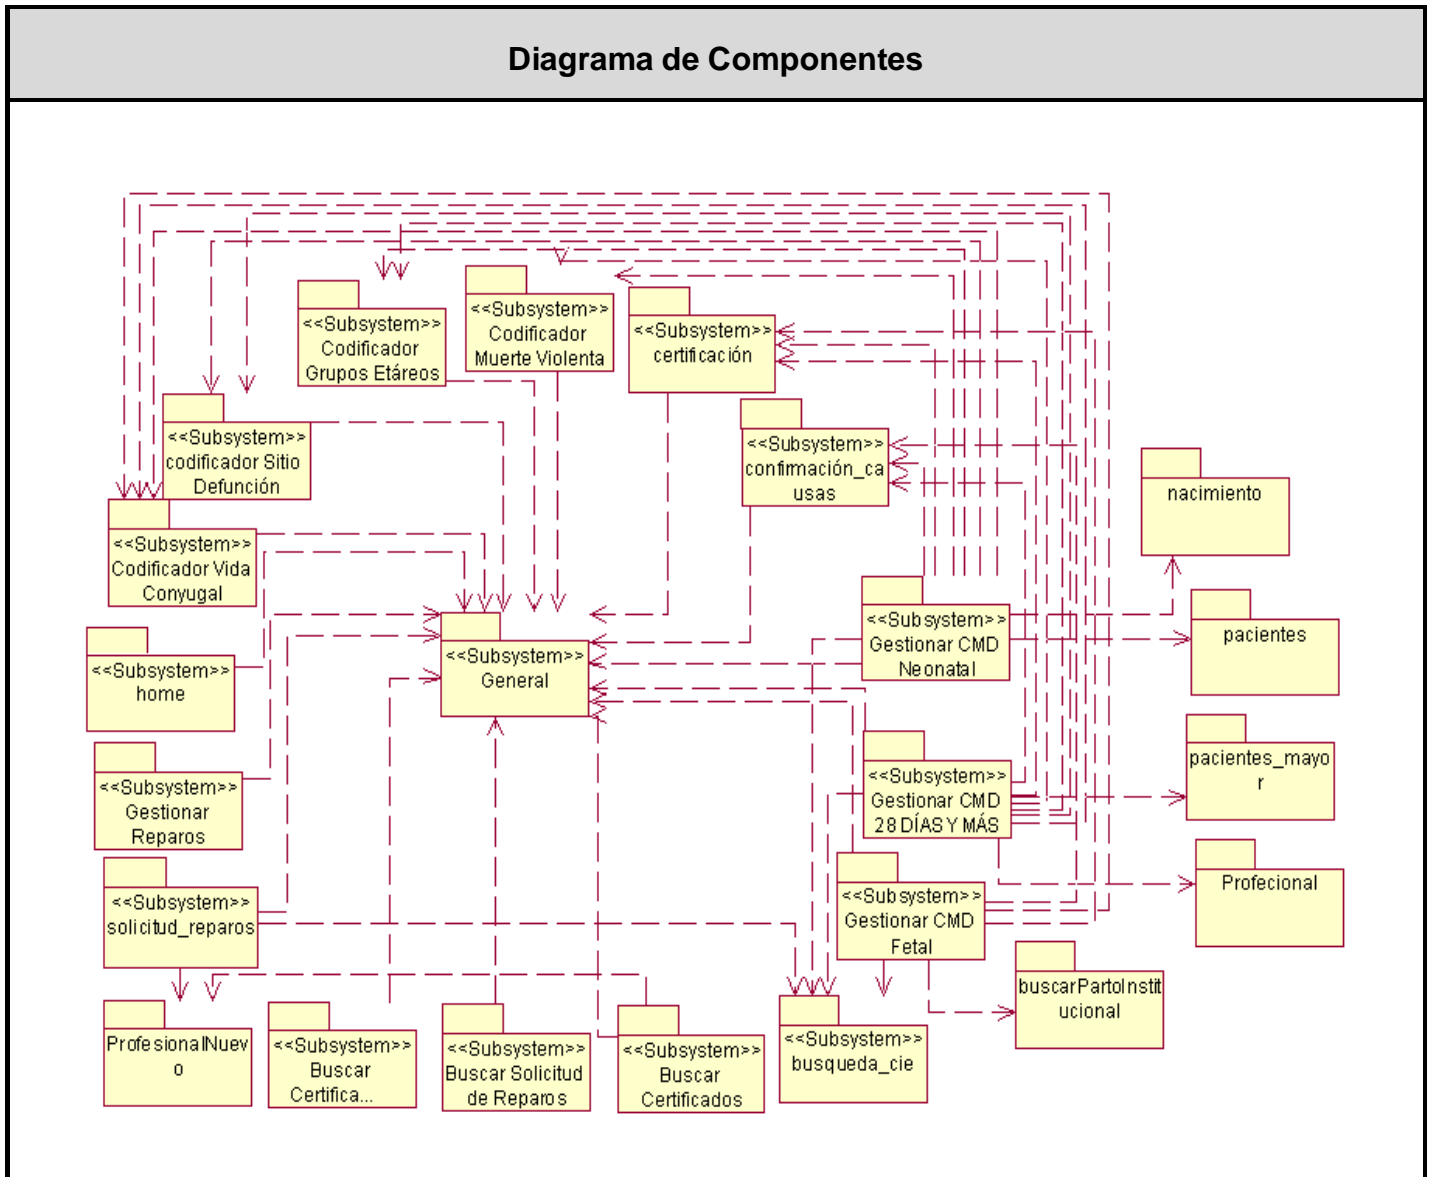 Diagrama de Componentes
<<Subsystem>>
Codificador
Grupos Etáreos
<<Subsystem>>
Codificador
Muerte Violenta
<<Subsystem>>
certificación
<<Subsystem>>
codificador Sitio
Defunción
<<Subsystem>>
confirmación_ca
usas
nacimiento
<<Subsystem>>
Codificador Vida
Conyugal
<<Subsystem>>
Gestionar CMD
Neonatal
pacientes
<<Subsystem>>
home
<<Subsystem>>
General
pacientes_mayo
r
<<Subsystem>>
Gestionar
Reparos
<<Subsystem>>
Gestionar CMD
28 DÍAS Y MÁS
Profecional
<<Subsystem>>
solicitud_reparos
<<Subsystem>>
Gestionar CMD
Fetal
buscarPartoInstit
ucional
ProfesionalNuev
o
<<Subsystem>>
Buscar
Certifica...
<<Subsystem>>
Buscar Solicitud
de Reparos
<<Subsystem>>
Buscar
Certificados
<<Subsystem>>
busqueda_cie